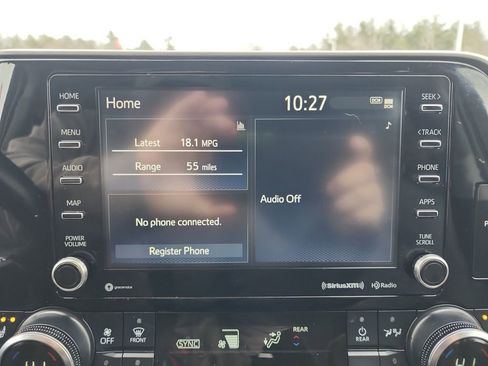 HOME
MENU
AUDIO
MAP
POWER
VOLUME
Home
10:27
DCM
Latest 18.1 MPG
Range 55 miles
No phone connected.
Register Phone
Audio Off
SEEK>
<TRACK
PHONE
APPS
TUNE
SCROLL
gracenote
SiriusXM
HD Radio
OFF
FRONT
SYNC
REAR
REAR